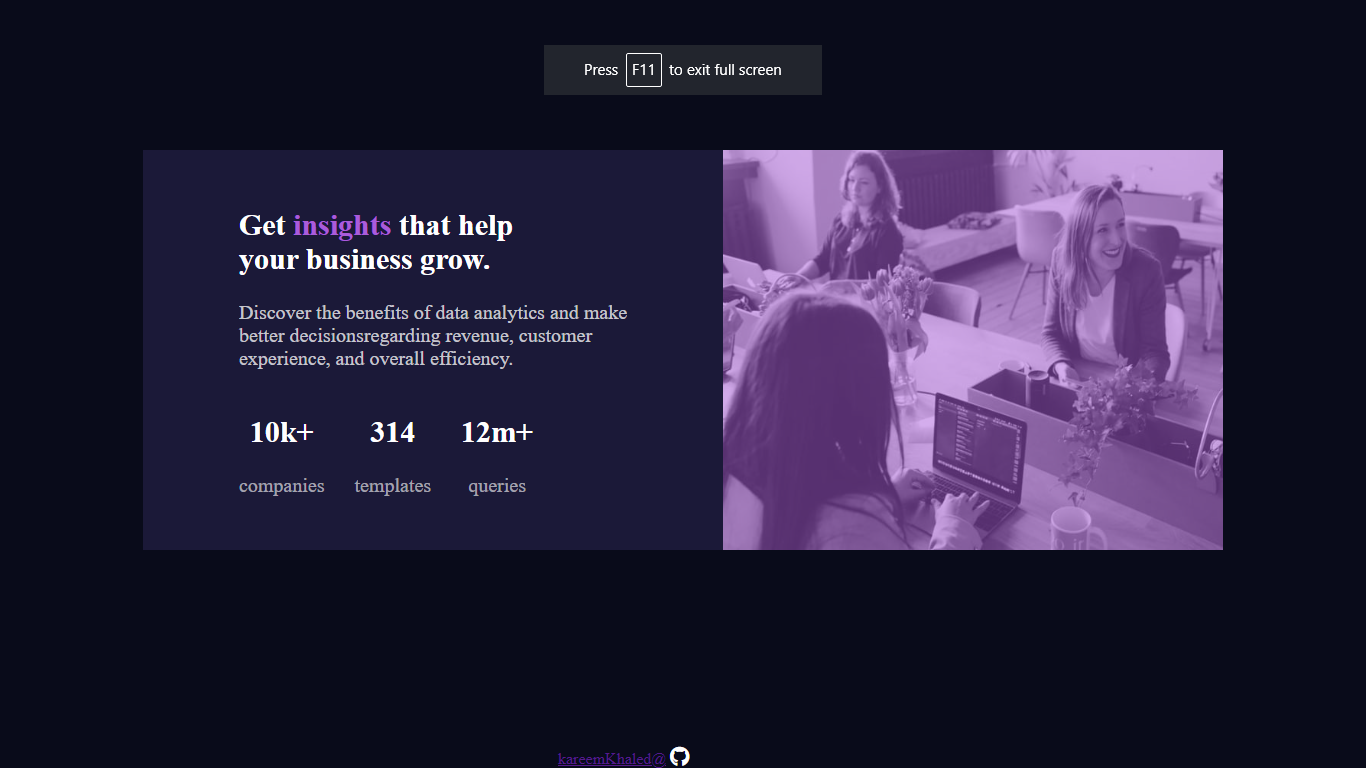 Press F11 to exit full screen
Get insights that help
your business grow.
Discover the benefits of data analytics and make
better decisionsregarding revenue, customer
experience, and overall efficiency.
10k+ 314 12m+
companies templates queries
kareemKhaled@